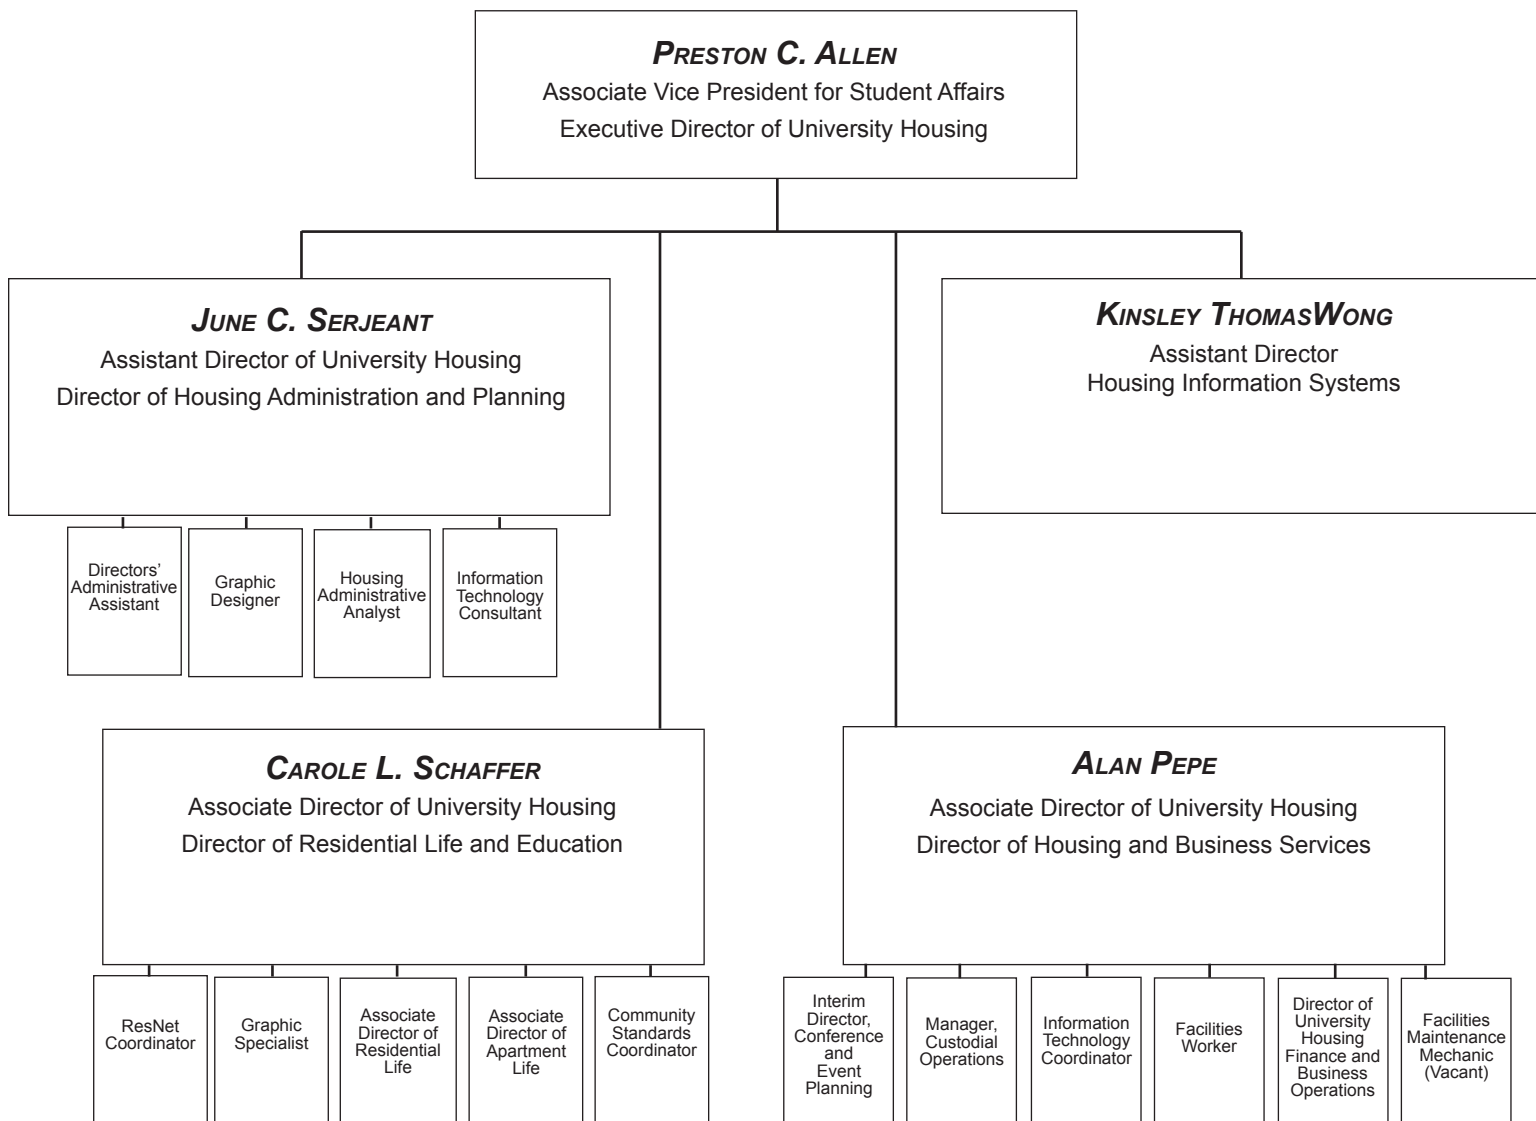 PRESTON C. ALLEN
Associate Vice President for Student Affairs
Executive Director of University Housing
JUNE C. SERJEANT
Assistant Director of University Housing
Director of Housing Administration and Planning
KINSLEY THOMASWONG
Assistant Director
Housing Information Systems
Directors'
Administrative
Assistant
Graphic
Designer
Housing
Administrative
Analyst
Information
Technology
Consultant
CAROLE L. SCHAFFER
Associate Director of University Housing
Director of Residential Life and Education
ALAN PEPE
Associate Director of University Housing
Director of Housing and Business Services
ResNet
Coordinator
Graphic
Specialist
Associate
Director of
Residential
Life
Associate
Director of
Apartment
Life
Community
Standards
Coordinator
Interim
Director,
Conference
and
Event
Planning
Manager,
Custodial
Operations
Information
Technology
Coordinator
Facilities
Worker
Director of
University
Housing
Finance and
Business
Operations
Facilities
Maintenance
Mechanic
(Vacant)